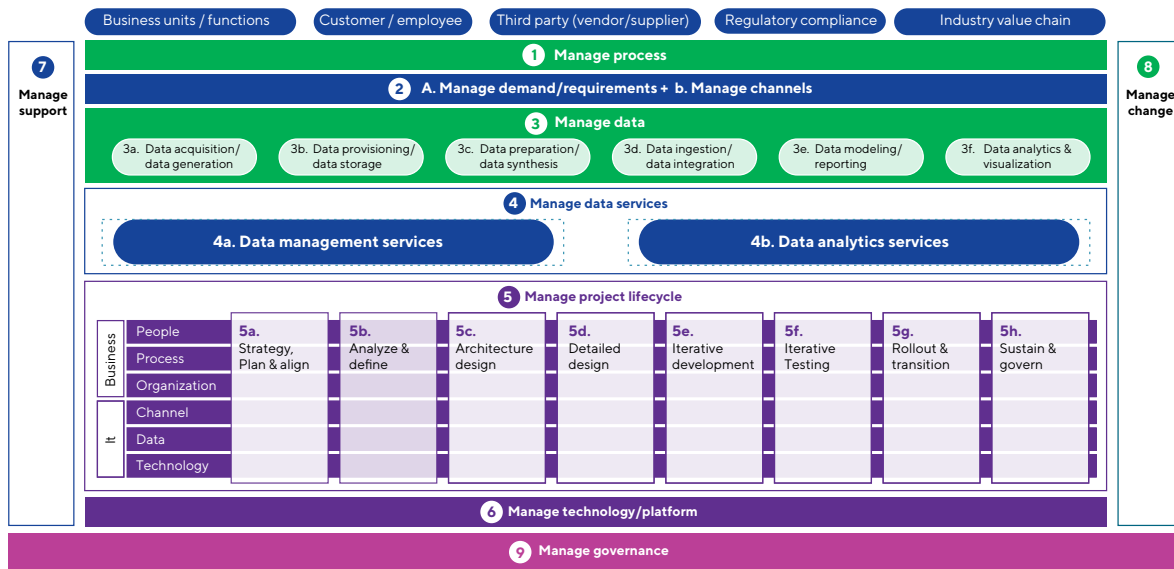 Business units / functions
Customer / employee
Third party (vendor/supplier)
Regulatory compliance
Industry value chain
7
Manage
support
1 Manage process
2 A. Manage demand/requirements + b. Manage channels
3 Manage data
3a. Data acquisition/
data generation
3b. Data provisioning/
data storage
3c. Data preparation/
data synthesis
3d. Data ingestion/
data integration
3e. Data modeling/
reporting
3f. Data analytics &
visualization
8
Manage
change
4 Manage data services
4a. Data management services
4b. Data analytics services
5 Manage project lifecycle
Business
People
Process
Organization
It
Channel
Data
Technology
5a.
Strategy,
Plan & align
5b.
Analyze &
define
5c.
Architecture
design
5d.
Detailed
design
5e.
Iterative
development
5f.
Iterative
Testing
5g.
Rollout &
transition
5h.
Sustain &
govern
6 Manage technology/platform
9 Manage governance